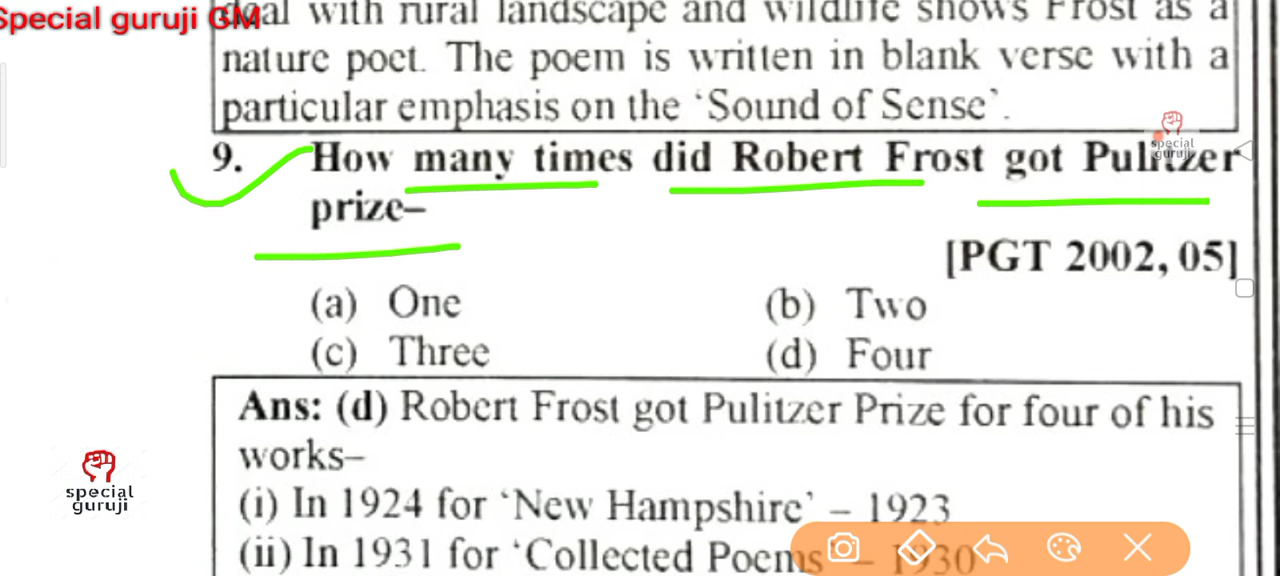 Special guruji GM
deal with rural landscape and wildlife shows Frost as a
nature poet. The poem is written in blank verse with a
particular emphasis on the ‘Sound of Sense’.
special
guruji
9. How many times did Robert Frost got Pulitzer
prize–
[PGT 2002, 05]
(a) One (b) Two
(c) Three (d) Four
Ans: (d) Robert Frost got Pulitzer Prize for four of his
works–
special
guruji
(i) In 1924 for ‘New Hampshire’ – 1923
(ii) In 1931 for ‘Collected Poems’ – 1930